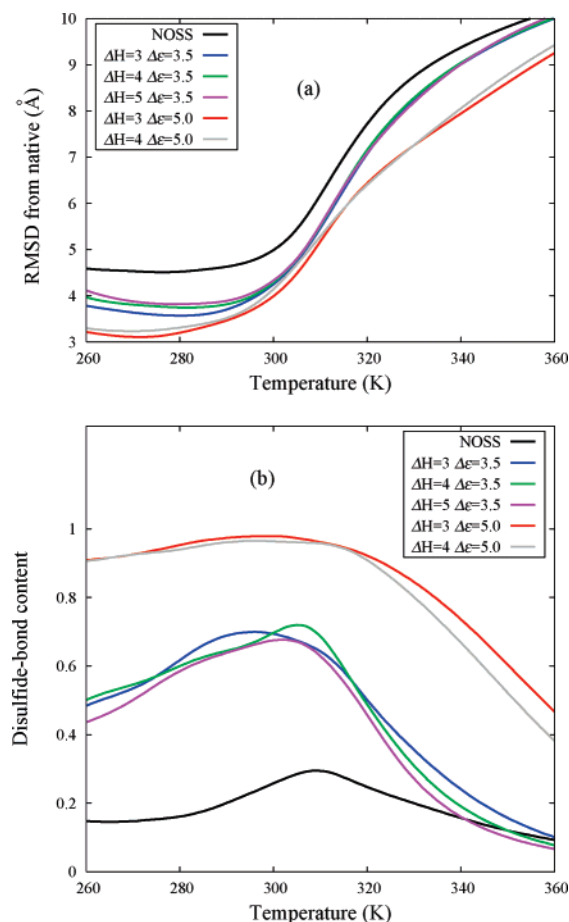 10
9
8
7
6
5
4
3
RMSD from native (Å)
NOSS
ΔH=3 Δε=3.5
ΔH=4 Δε=3.5
ΔH=5 Δε=3.5
ΔH=3 Δε=5.0
ΔH=4 Δε=5.0
(a)
260 280 300 320 340 360
Temperature (K)
1
0.8
0.6
0.4
0.2
0
Disulfide-bond content
(b)
NOSS
ΔH=3 Δε=3.5
ΔH=4 Δε=3.5
ΔH=5 Δε=3.5
ΔH=3 Δε=5.0
ΔH=4 Δε=5.0
260 280 300 320 340 360
Temperature (K)